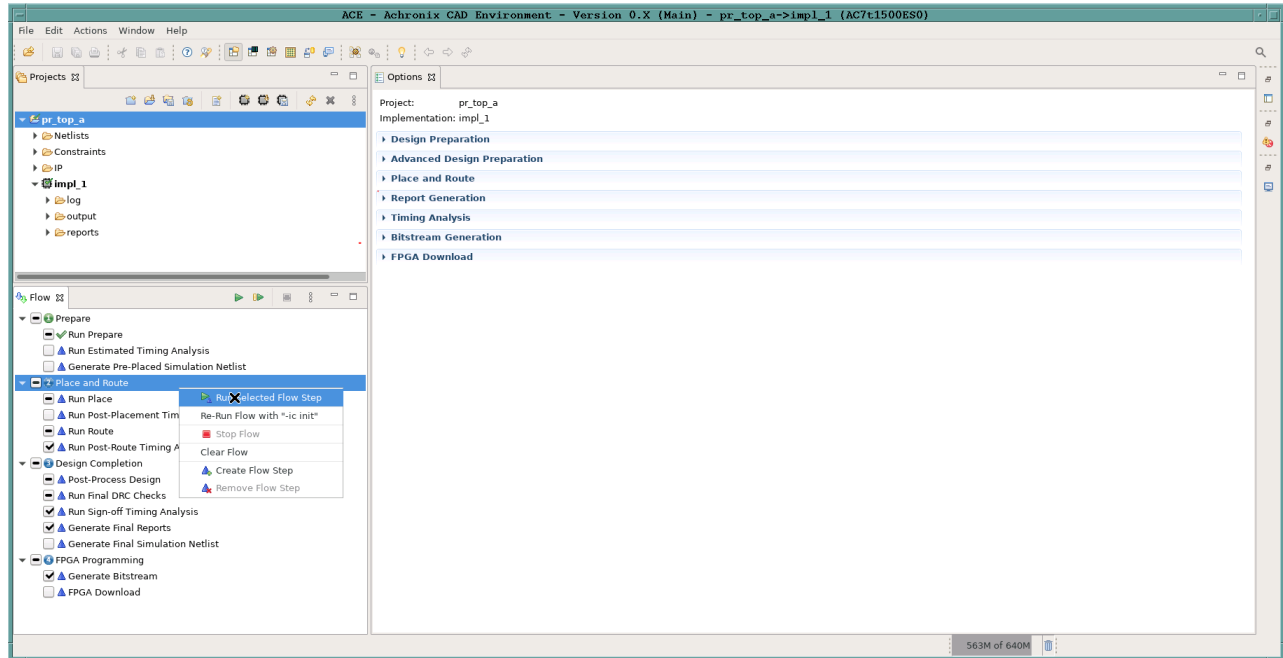 ACE - Achronix CAD Environment - Version 0.X (Main) - pr_top_a->impl_1 (AC7t1500ES0)
File Edit Actions Window Help
Projects
pr_top_a
Netlists
Constraints
IP
impl_1
log
output
reports
Options
Project: pr_top_a
Implementation: impl_1
Design Preparation
Advanced Design Preparation
Place and Route
Report Generation
Timing Analysis
Bitstream Generation
FPGA Download
Flow
1 Prepare
Run Prepare
Run Estimated Timing Analysis
Generate Pre-Placed Simulation Netlist
Place and Route
Run Place
Run Post-Placement Tim
Run Route
Run Post-Route Timing A
3 Design Completion
Post-Process Design
Run Final DRC Checks
Run Sign-off Timing Analysis
Generate Final Reports
Generate Final Simulation Netlist
4 FPGA Programming
Generate Bitstream
FPGA Download
Run Selected Flow Step
Re-Run Flow with "-ic init"
Stop Flow
Clear Flow
Create Flow Step
Remove Flow Step
563M of 640M